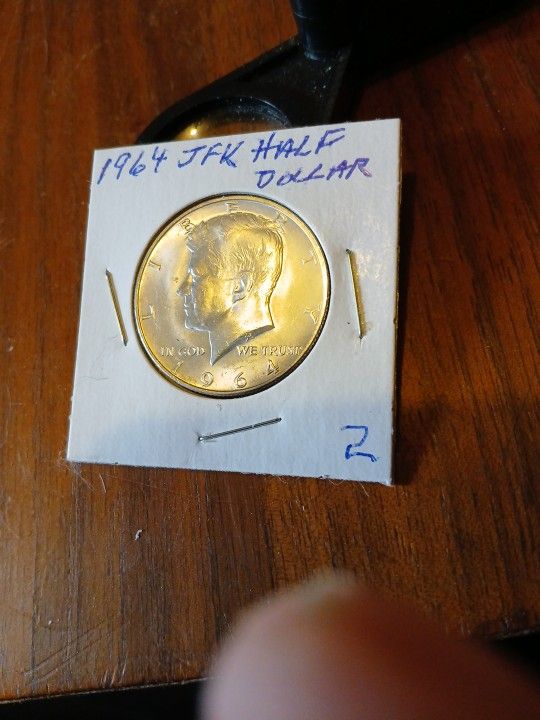 1964 JFK HALF
DOLLAR
LIBERTY
IN GOD WE TRUST
1964
2